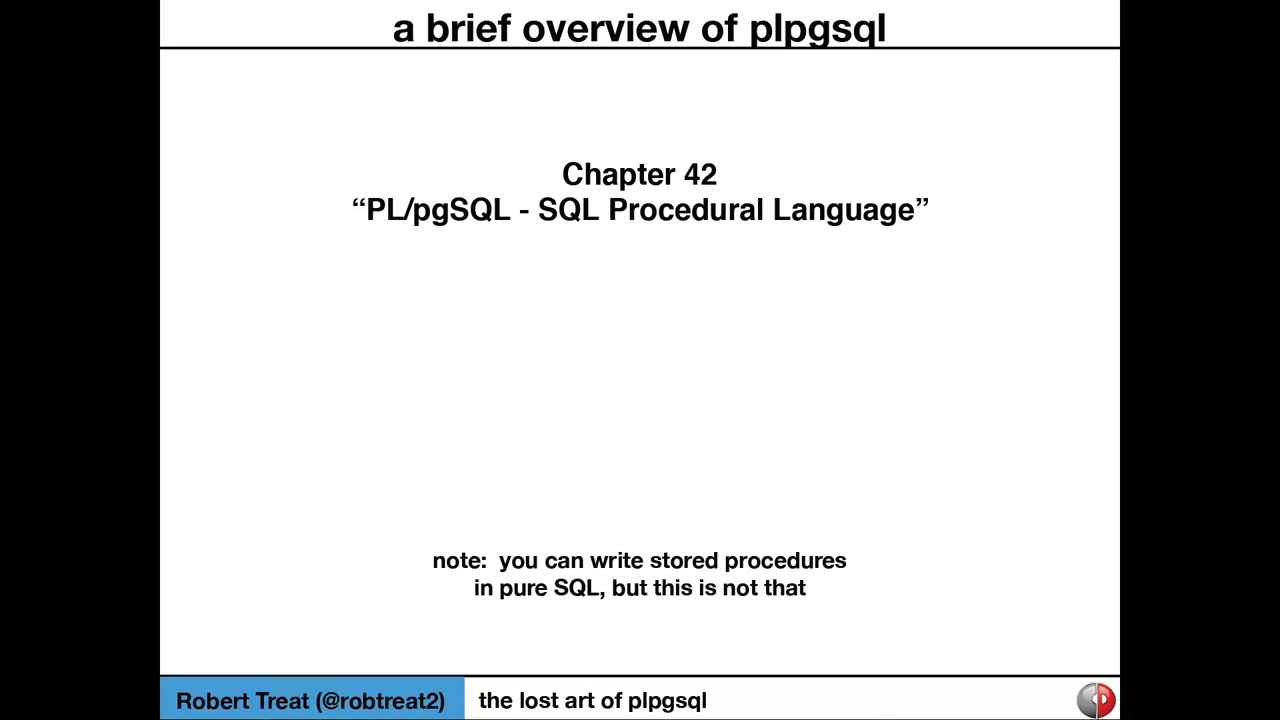 a brief overview of plpgsql
Chapter 42
“PL/pgSQL - SQL Procedural Language”
note:  you can write stored procedures
in pure SQL, but this is not that
Robert Treat (@robtreat2)
the lost art of plpgsql